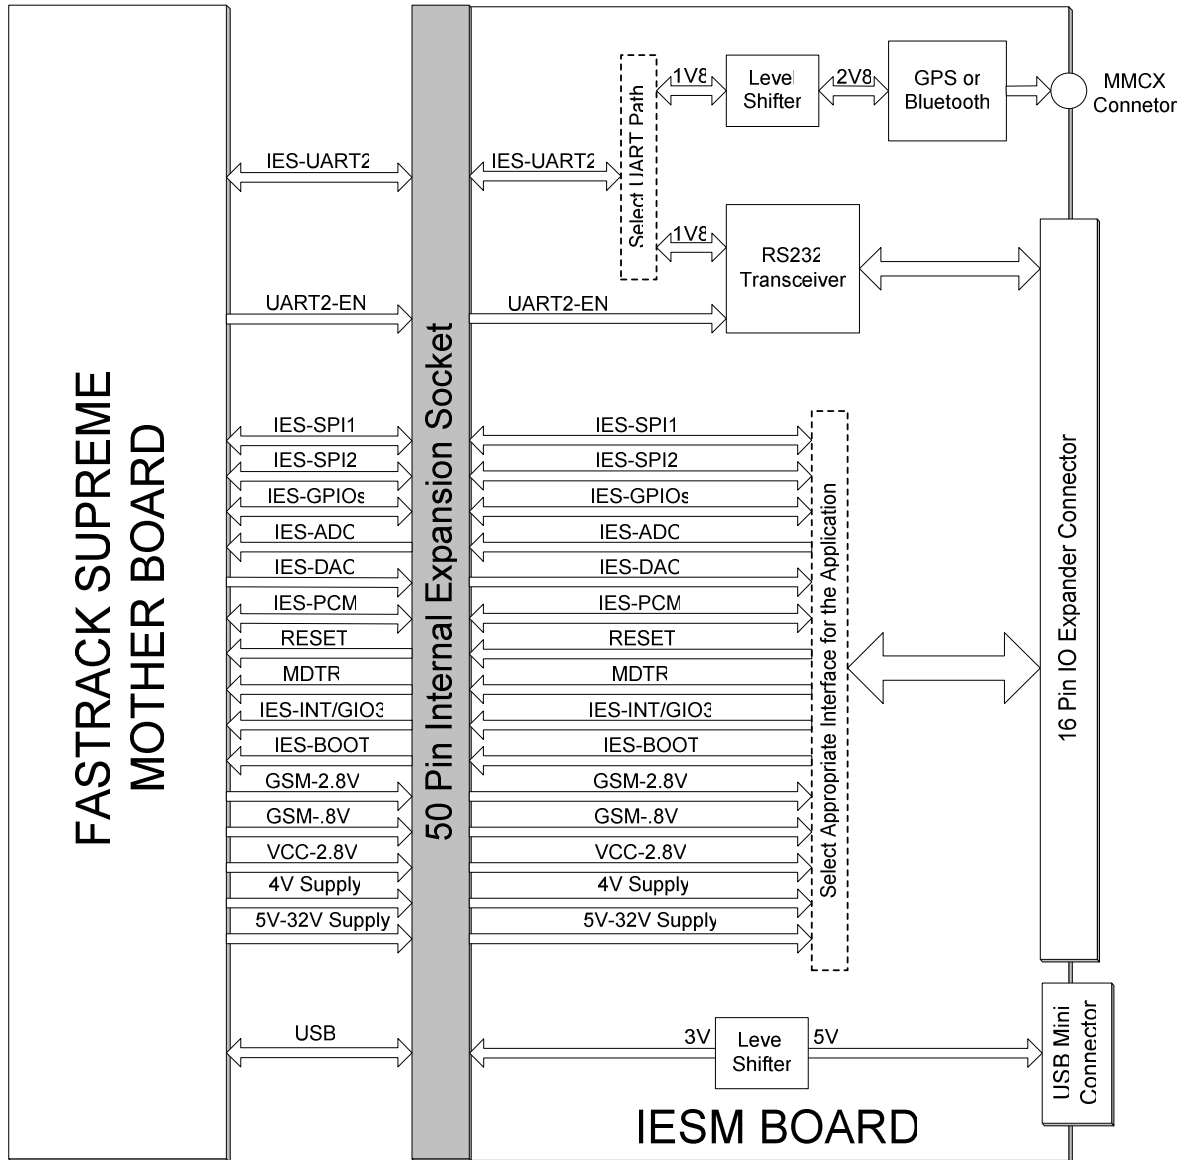 FASTRACK SUPREME
MOTHER BOARD
IES-UART2
UART2-EN
IES-SPI1
IES-SPI2
IES-GPIOs
IES-ADC
IES-DAC
IES-PCM
RESET
MDTR
IES-INT/GIO3
IES-BOOT
GSM-2.8V
GSM-.8V
VCC-2.8V
4V Supply
5V-32V Supply
USB
50 Pin Internal Expansion Socket
IES-UART2
UART2-EN
Select UART Path
1V8
Level
Shifter
2V8
GPS or
Bluetooth
MMCX
Connetor
1V8
RS232
Transceiver
IES-SPI1
IES-SPI2
IES-GPIOs
IES-ADC
IES-DAC
IES-PCM
RESET
MDTR
IES-INT/GIO3
IES-BOOT
GSM-2.8V
GSM-.8V
VCC-2.8V
4V Supply
5V-32V Supply
Select Appropriate Interface for the Application
16 Pin IO Expander Connector
3V
Leve
Shifter
5V
USB Mini
Connector
IESM BOARD